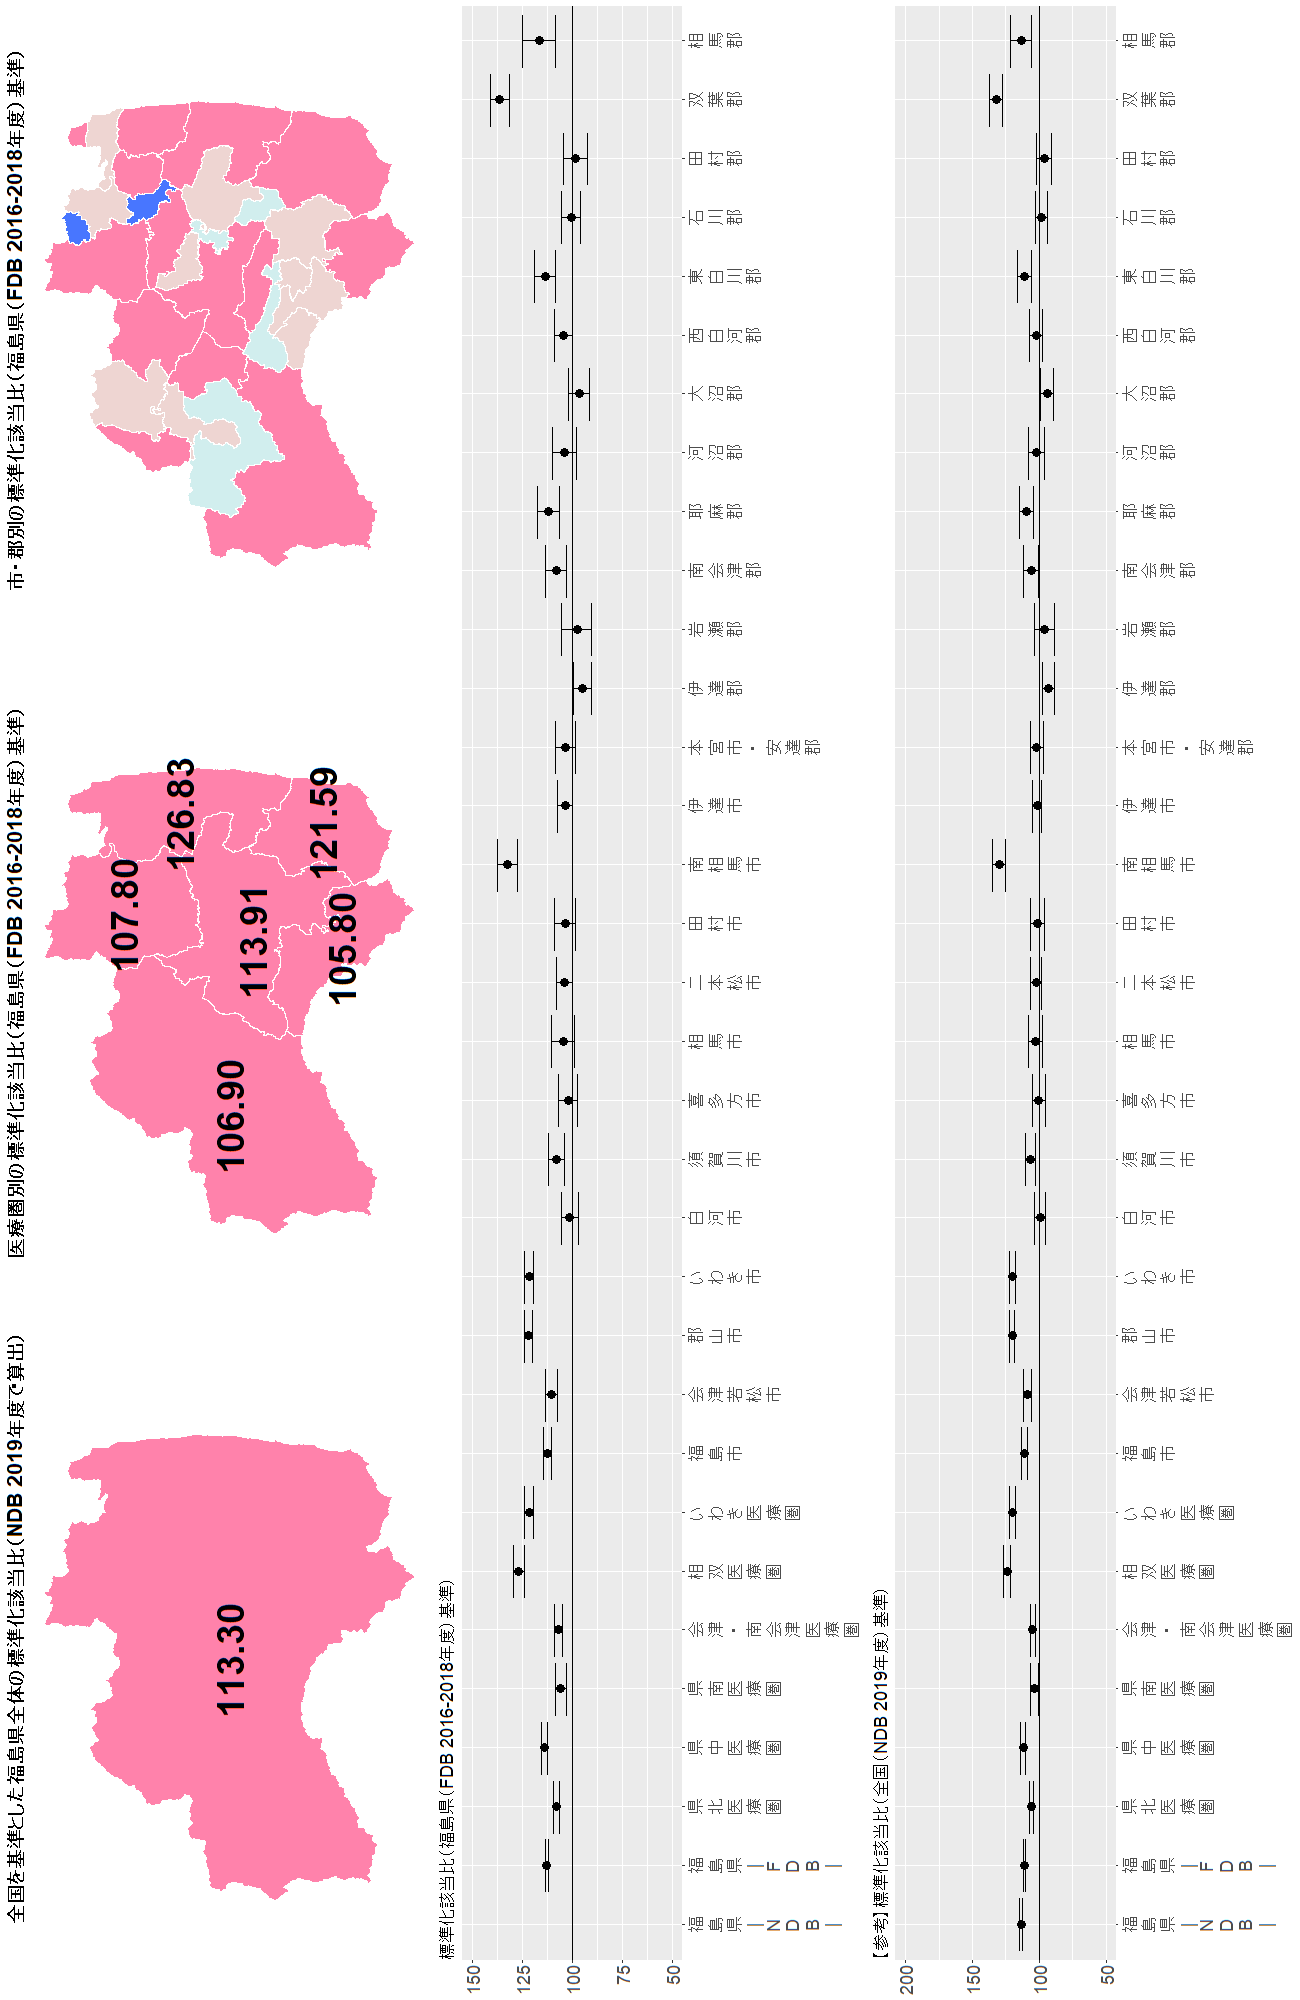 全国を基準とした福島県全体の標準化該当比(NDB 2019年度で算出)
113.30
医療圏別の標準化該当比(福島県(FDB 2016-2018年度)基準)
107.80
126.83
106.90
113.91
121.59
105.80
市・郡別の標準化該当比(福島県(FDB 2016-2018年度)基準)
標準化該当比(福島県(FDB 2016-2018年度)基準)
150
125
100
75
50
福島県|NDB|
福島県|FDB|
県北医療圏
県中医療圏
県南医療圏
会津・南会津医療圏
相双医療圏
いわき医療圏
福島市
会津若松市
郡山市
いわき市
白河市
須賀川市
喜多方市
相馬市
二本松市
田村市
南相馬市
伊達市
本宮市・安達郡
伊達郡
岩瀬郡
南会津郡
耶麻郡
河沼郡
大沼郡
西白河郡
東白川郡
石川郡
田村郡
双葉郡
相馬郡
【参考】標準化該当比(全国(NDB 2019年度)基準)
200
150
100
50
福島県|NDB|
福島県|FDB|
県北医療圏
県中医療圏
県南医療圏
会津・南会津医療圏
相双医療圏
いわき医療圏
福島市
会津若松市
郡山市
いわき市
白河市
須賀川市
喜多方市
相馬市
二本松市
田村市
南相馬市
伊達市
本宮市・安達郡
伊達郡
岩瀬郡
南会津郡
耶麻郡
河沼郡
大沼郡
西白河郡
東白川郡
石川郡
田村郡
双葉郡
相馬郡